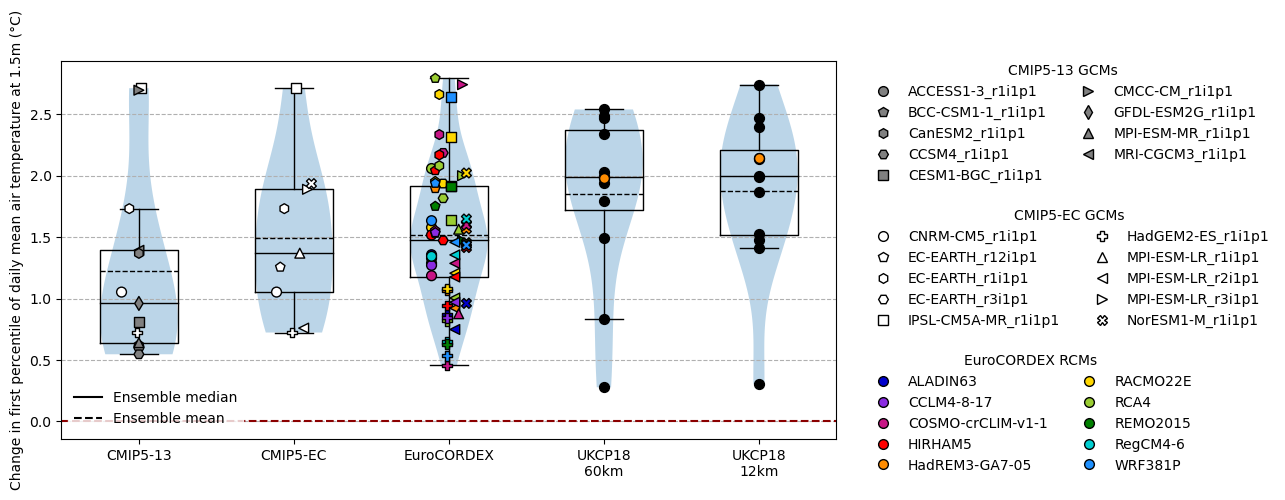 Change in first percentile of daily mean air temperature at 1.5m (°C)
2.5
2.0
1.5
1.0
0.5
0.0
Ensemble median
Ensemble mean
CMIP5-13
CMIP5-EC
EuroCORDEX
UKCP18
60km
UKCP18
12km
CMIP5-13 GCMs
ACCESS1-3_r1i1p1
BCC-CSM1-1_r1i1p1
CanESM2_r1i1p1
CCSM4_r1i1p1
CESM1-BGC_r1i1p1
CMCC-CM_r1i1p1
GFDL-ESM2G_r1i1p1
MPI-ESM-MR_r1i1p1
MRI-CGCM3_r1i1p1
CMIP5-EC GCMs
CNRM-CM5_r1i1p1
EC-EARTH_r12i1p1
EC-EARTH_r1i1p1
EC-EARTH_r3i1p1
IPSL-CM5A-MR_r1i1p1
HadGEM2-ES_r1i1p1
MPI-ESM-LR_r1i1p1
MPI-ESM-LR_r2i1p1
MPI-ESM-LR_r3i1p1
NorESM1-M_r1i1p1
EuroCORDEX RCMs
ALADIN63
CCLM4-8-17
COSMO-crCLIM-v1-1
HIRHAM5
HadREM3-GA7-05
RACMO22E
RCA4
REMO2015
RegCM4-6
WRF381P